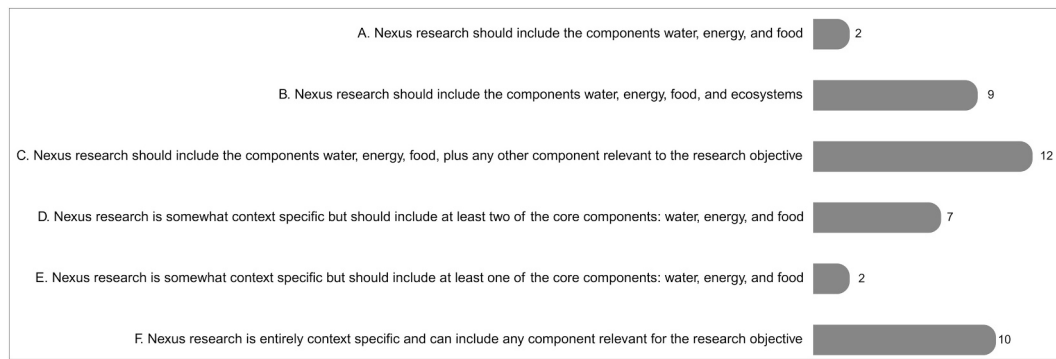 A. Nexus research should include the components water, energy, and food 2
B. Nexus research should include the components water, energy, food, and ecosystems 9
C. Nexus research should include the components water, energy, food, plus any other component relevant to the research objective 12
D. Nexus research is somewhat context specific but should include at least two of the core components: water, energy, and food 7
E. Nexus research is somewhat context specific but should include at least one of the core components: water, energy, and food 2
F. Nexus research is entirely context specific and can include any component relevant for the research objective 10